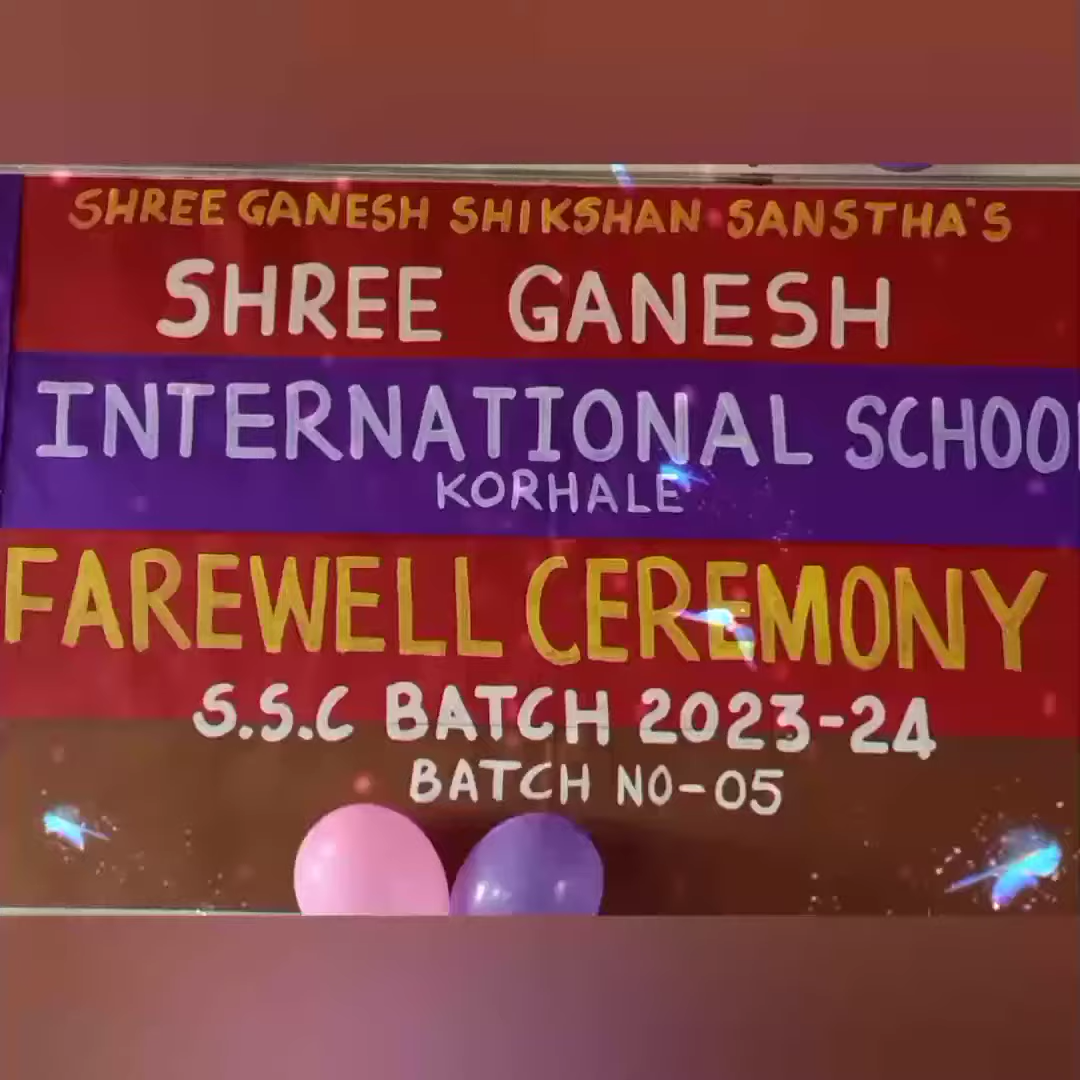 SHREE GANESH SHIKSHAN SANSTHA'S
SHREE GANESH
INTERNATIONAL SCHOO
KORHALE
FAREWELL CEREMONY
S.S.C BATCH 2023-24
BATCH NO-05